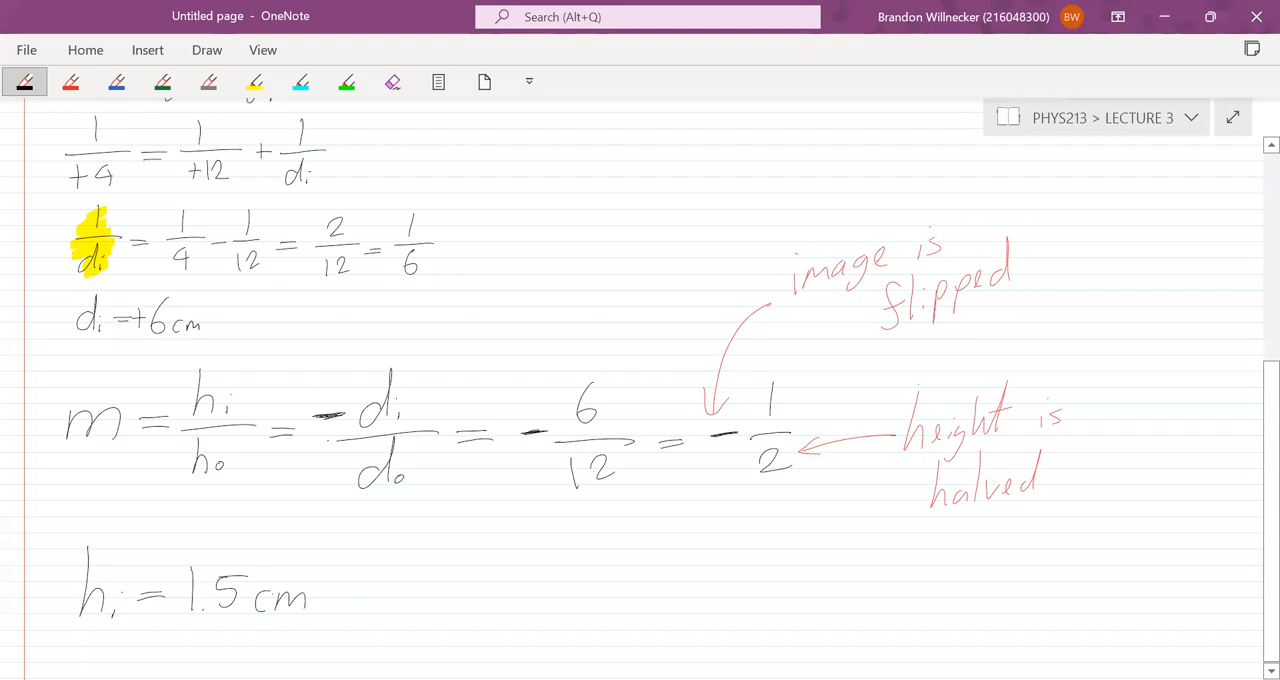 Untitled page - OneNote
Search (Alt+Q)
Brandon Willnecker (216048300)
BW
File Home Insert Draw View
PHYS213 > LECTURE 3
1/+4 = 1/+12 + 1/di
1/di = 1/4 - 1/12 = 2/12 = 1/6
di = +6cm
image is
flipped
m = hi/ho = - di/do = - 6/12 = - 1/2
height is
halved
hi = 1.5 cm